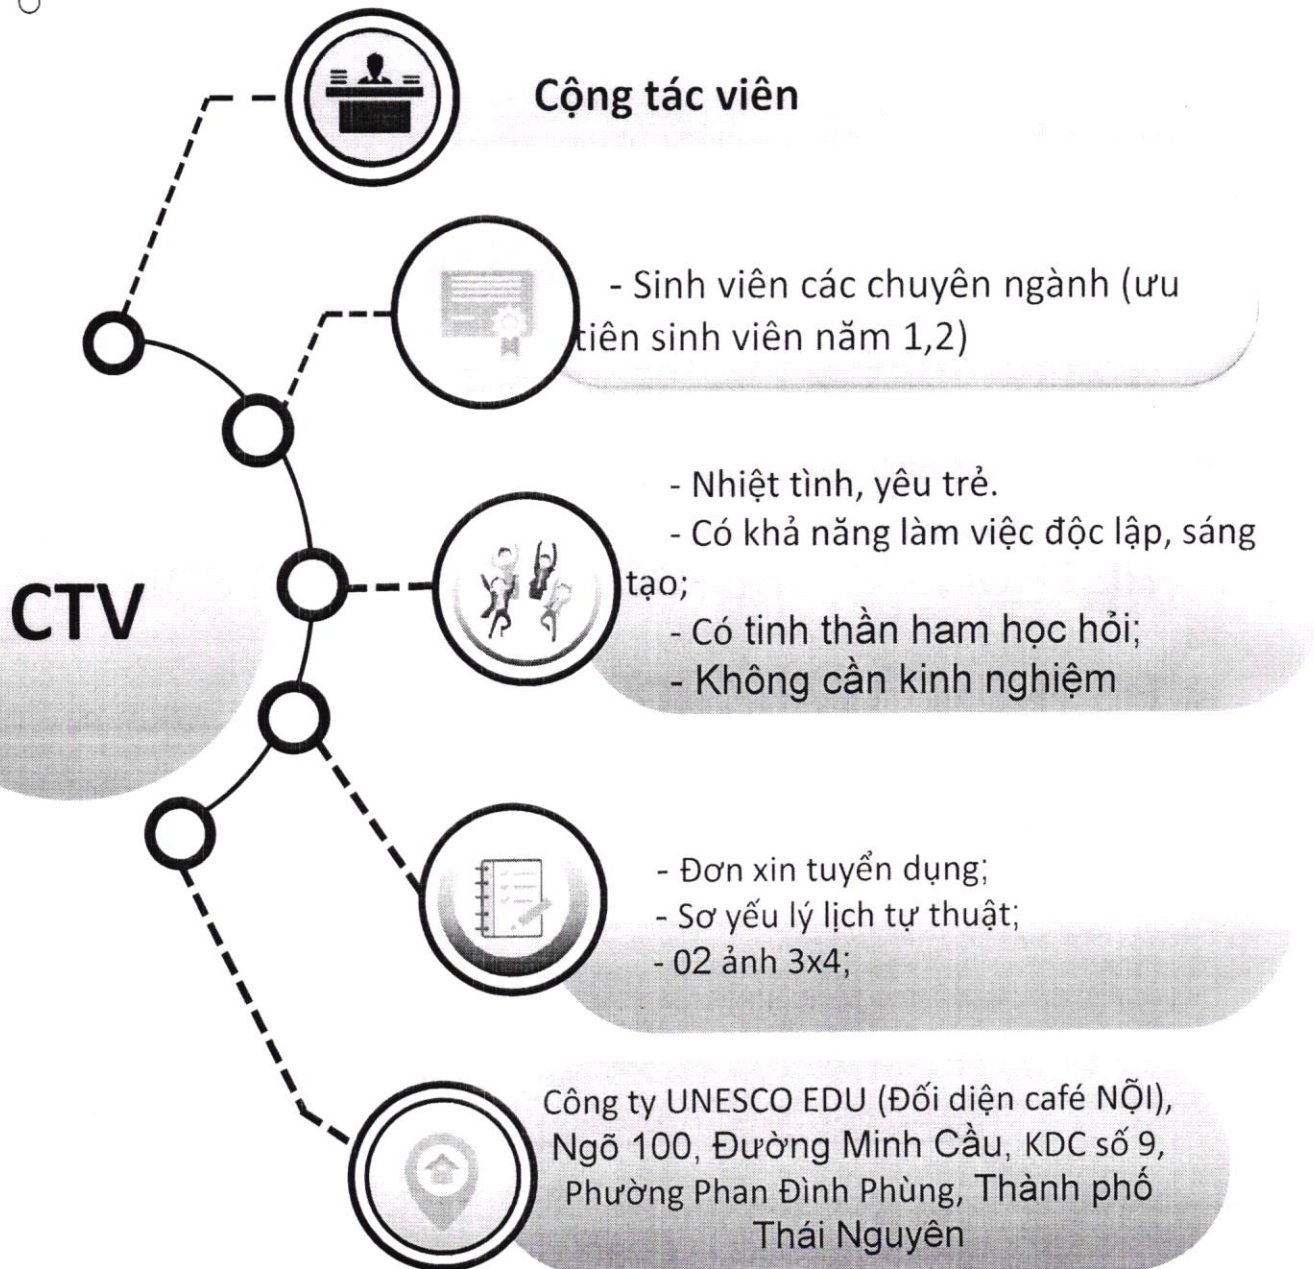 Cộng tác viên
- Sinh viên các chuyên ngành (ưu
tiên sinh viên năm 1,2)
- Nhiệt tình, yêu trẻ.
- Có khả năng làm việc độc lập, sáng
tạo;
CTV
- Có tinh thần ham học hỏi;
- Không cần kinh nghiệm
- Đơn xin tuyển dụng;
- Sơ yếu lý lịch tự thuật;
- 02 ảnh 3x4;
Công ty UNESCO EDU (Đối diện café NỖI),
Ngõ 100, Đường Minh Cầu, KDC số 9,
Phường Phan Đình Phùng, Thành phố
Thái Nguyên